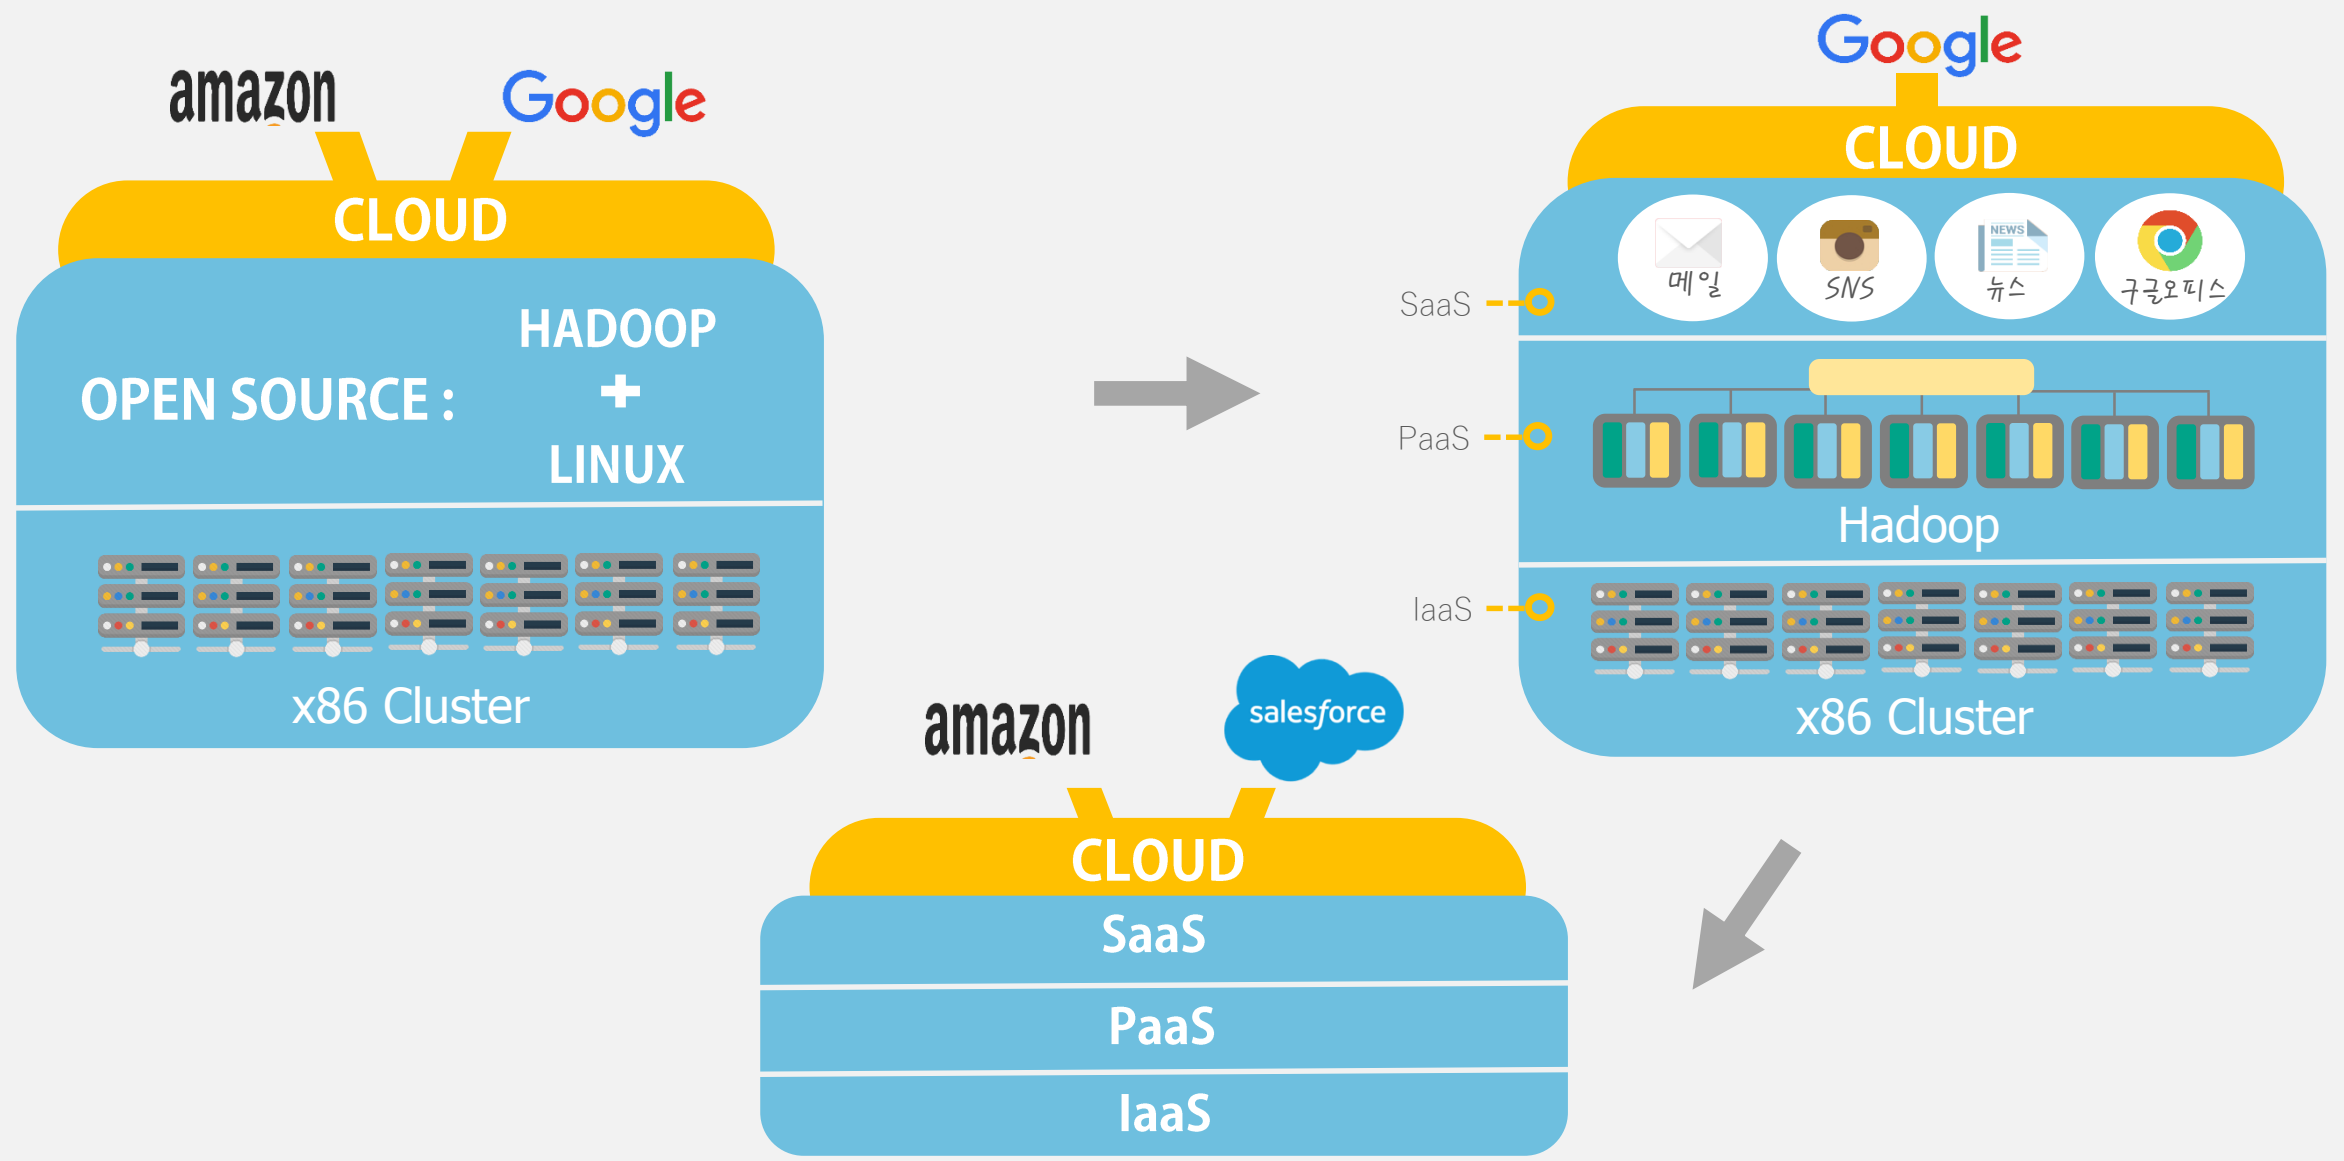 amazon
Google
CLOUD
OPEN SOURCE :
HADOOP
+
LINUX
x86 Cluster
Google
CLOUD
메일
SNS
NEWS
뉴스
구글오피스
SaaS
PaaS
Hadoop
IaaS
x86 Cluster
amazon
salesforce
CLOUD
SaaS
PaaS
IaaS